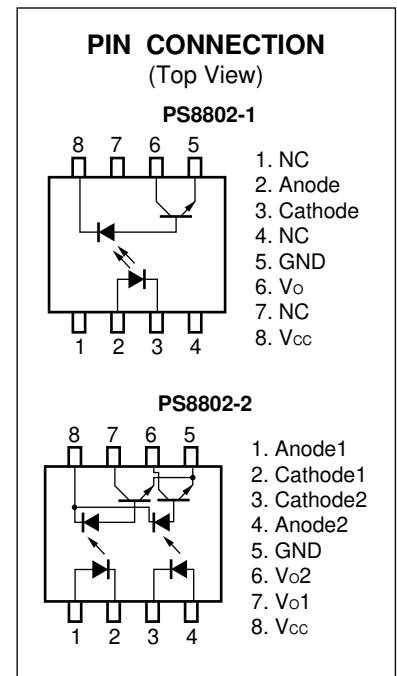 PIN CONNECTION
(Top View)
PS8802-1
8 7 6 5
1. NC
2. Anode
3. Cathode
4. NC
5. GND
6. VO
7. NC
8. VCC
1 2 3 4
PS8802-2
8 7 6 5
1. Anode1
2. Cathode1
3. Cathode2
4. Anode2
5. GND
6. VO2
7. VO1
8. VCC
1 2 3 4